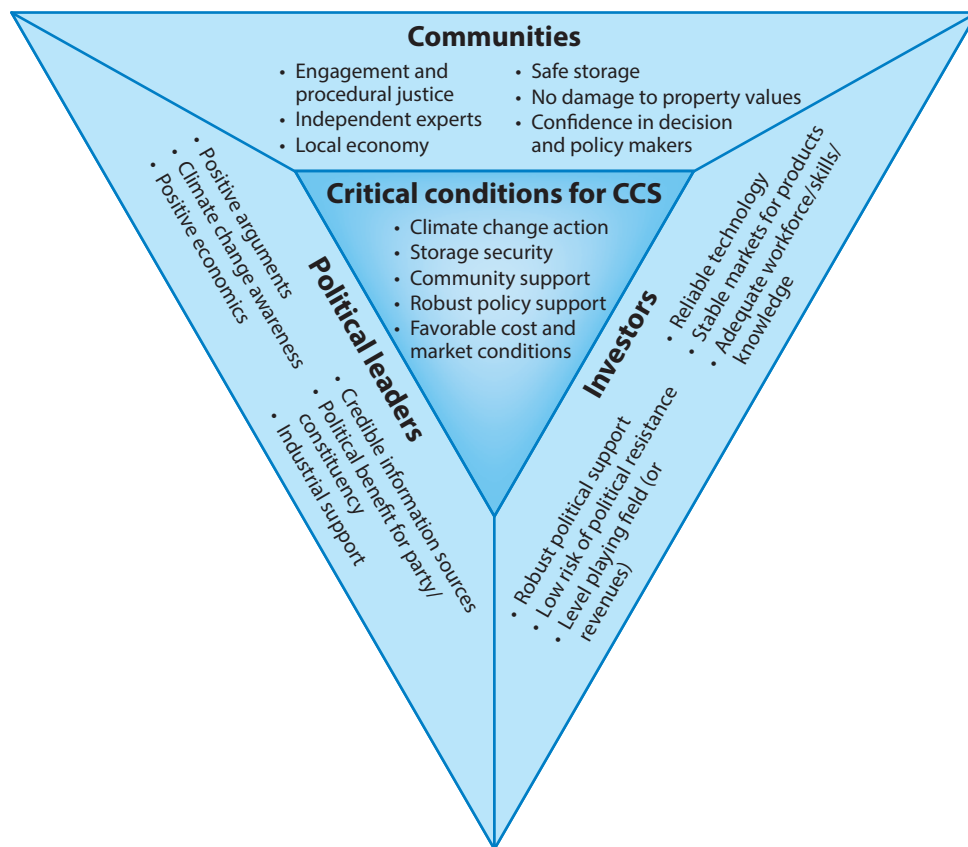 Communities
• Engagement and
procedural justice
• Independent experts
• Local economy
• Safe storage
• No damage to property values
• Confidence in decision
and policy makers
Critical conditions for CCS
• Climate change action
• Storage security
• Community support
• Robust policy support
• Favorable cost and
market conditions
Political leaders
• Positive arguments
• Climate change awareness
• Positive economics
• Credible information sources
• Political benefit for party/
constituency
• Industrial support
Investors
• Reliable technology
• Stable markets for products
• Adequate workforce/skills/
knowledge
• Robust political support
• Low risk of political resistance
• Level playing field (or
revenues)